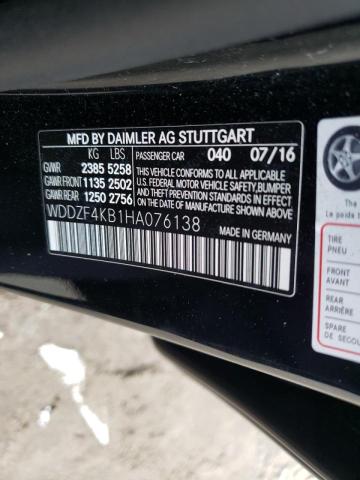 MFD BY DAIMLER AG STUTTGART
KG LBS PASSENGER CAR 040 07/16
GVWR 2385 5258
GAWR FRONT 1135 2502
GAWR REAR 1250 2756
THIS VEHICLE CONFORMS TO ALL APPLICABLE
U.S. FEDERAL MOTOR VEHICLE SAFETY, BUMPER
AND THEFT PREVENTION STANDARDS IN EFFECT
ON THE DATE OF MANUFACTURE SHOWN ABOVE
WDDZF4KB1HA076138
MADE IN GERMANY
The
TIRE
PNEU
FRONT
AVANT
REAR
ARRIÈRE
SPARE
DE SECOU